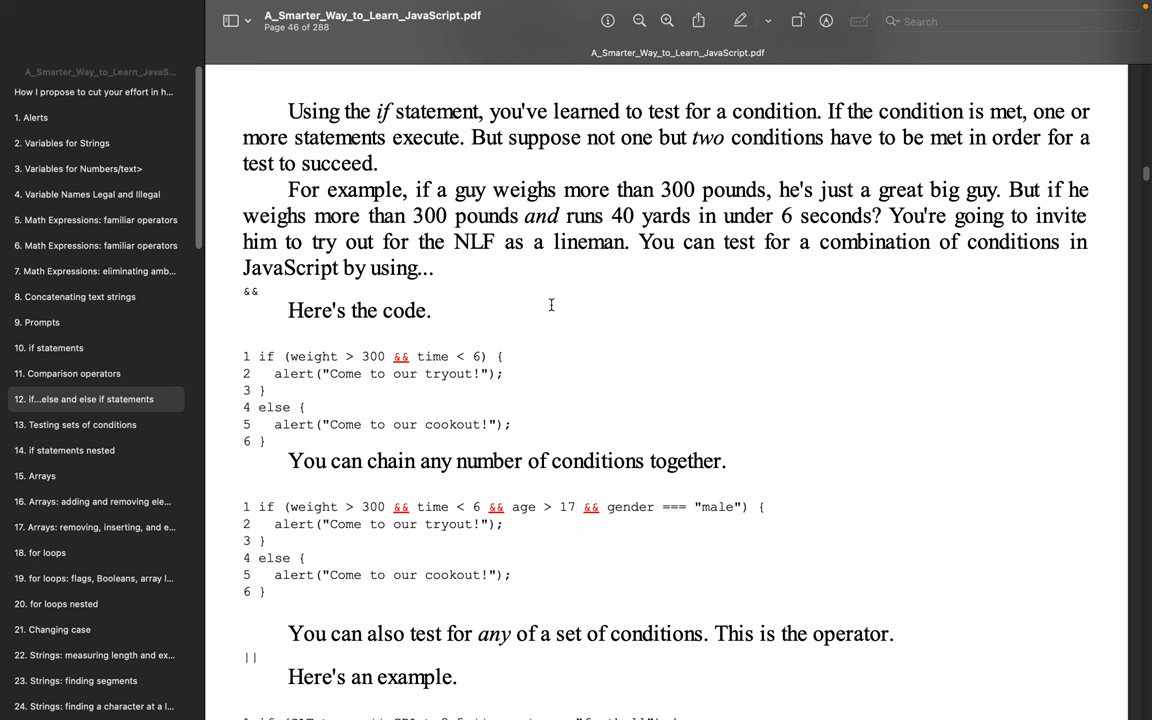 A_Smarter_Way_to_Learn_JavaScript.pdf
Page 46 of 288
Search
A_Smarter_Way_to_Learn_JavaScript.pdf
A_Smarter_Way_to_Learn_JavaS...
How I propose to cut your effort in h...
1. Alerts
2. Variables for Strings
3. Variables for Numbers/text>
4. Variable Names Legal and Illegal
5. Math Expressions: familiar operators
6. Math Expressions: familiar operators
7. Math Expressions: eliminating amb...
8. Concatenating text strings
9. Prompts
10. if statements
11. Comparison operators
12. if...else and else if statements
13. Testing sets of conditions
14. if statements nested
15. Arrays
16. Arrays: adding and removing ele...
17. Arrays: removing, inserting, and e...
18. for loops
19. for loops: flags, Booleans, array l...
20. for loops nested
21. Changing case
22. Strings: measuring length and ex...
23. Strings: finding segments
24. Strings: finding a character at a l...
Using the if statement, you've learned to test for a condition. If the condition is met, one or
more statements execute. But suppose not one but two conditions have to be met in order for a
test to succeed.
For example, if a guy weighs more than 300 pounds, he's just a great big guy. But if he
weighs more than 300 pounds and runs 40 yards in under 6 seconds? You're going to invite
him to try out for the NLF as a lineman. You can test for a combination of conditions in
JavaScript by using...
&&
Here's the code.
1 if (weight > 300 && time < 6) {
2   alert("Come to our tryout!");
3 }
4 else {
5   alert("Come to our cookout!");
6 }
You can chain any number of conditions together.
1 if (weight > 300 && time < 6 && age > 17 && gender === "male") {
2   alert("Come to our tryout!");
3 }
4 else {
5   alert("Come to our cookout!");
6 }
You can also test for any of a set of conditions. This is the operator.
||
Here's an example.